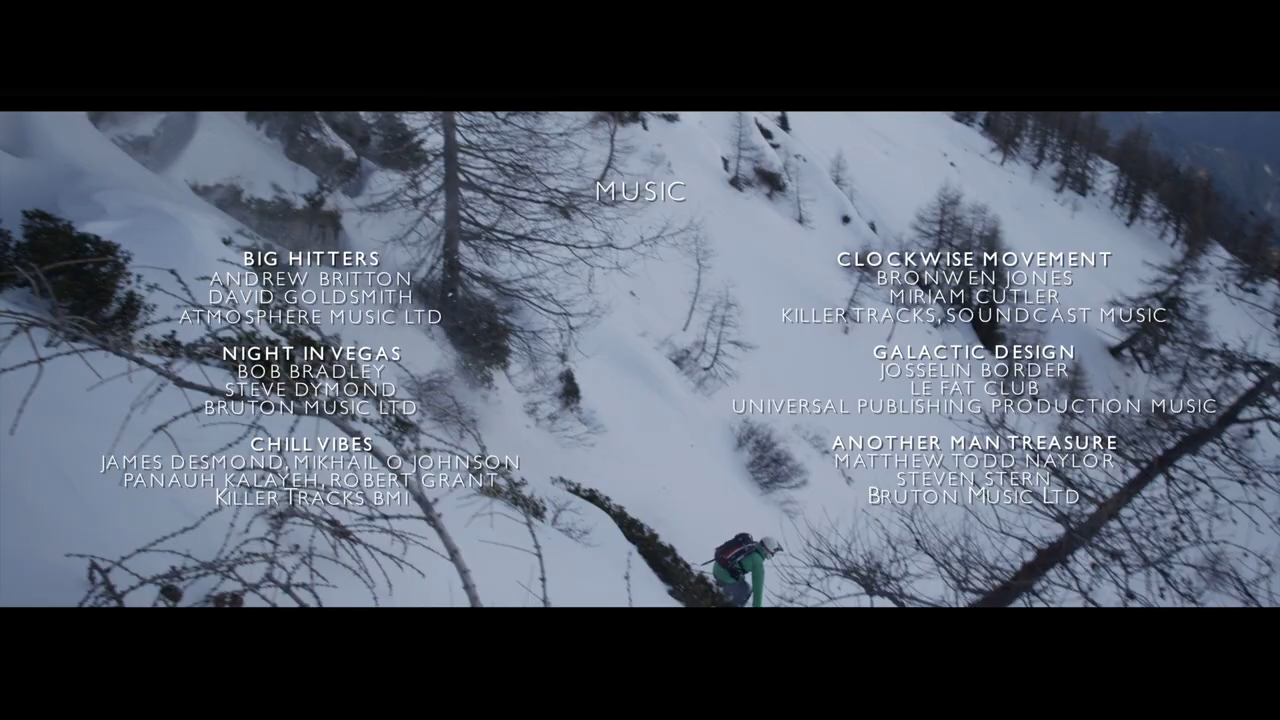 MUSIC
BIG HITTERS
ANDREW BRITTON
DAVID GOLDSMITH
ATMOSPHERE MUSIC LTD
NIGHT IN VEGAS
BOB BRADLEY
STEVE DYMOND
BRUTON MUSIC LTD
CHILL VIBES
JAMES DESMOND, MIKHAIL O JOHNSON
PANAUH KALAYEH, ROBERT GRANT
KILLER TRACKS BMI
CLOCKWISE MOVEMENT
BRONWEN JONES
MIRIAM CUTLER
KILLER TRACKS, SOUNDCAST MUSIC
GALACTIC DESIGN
JOSSELIN BORDER
LE FAT CLUB
UNIVERSAL PUBLISHING PRODUCTION MUSIC
ANOTHER MAN TREASURE
MATTHEW TODD NAYLOR
STEVEN STERN
BRUTON MUSIC LTD